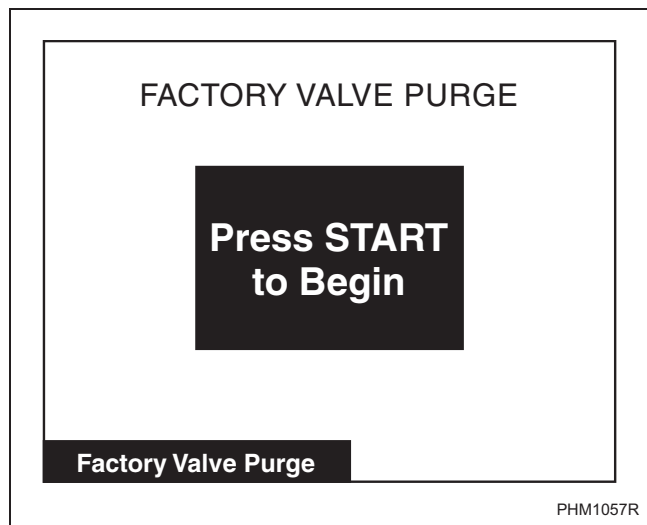 FACTORY VALVE PURGE
Press START
to Begin
Factory Valve Purge
PHM1057R